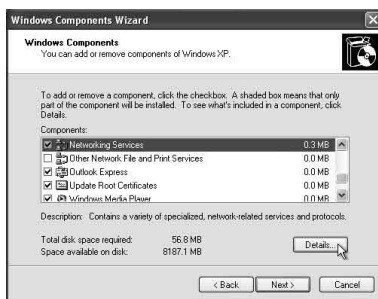 Windows Components Wizard
Windows Components
You can add or remove components of Windows XP.
To add or remove a component, click the checkbox. A shaded box means that only
part of the component will be installed. To see what's included in a component, click
Details.
Components:
Networking Services 0.3 MB
Other Network File and Print Services 0.0 MB
Outlook Express 0.0 MB
Update Root Certificates 0.0 MB
Windows Media Player 0.0 MB
Description: Contains a variety of specialized, network-related services and protocols.
Total disk space required: 56.8 MB
Space available on disk: 8187.1 MB
Details...
< Back Next > Cancel